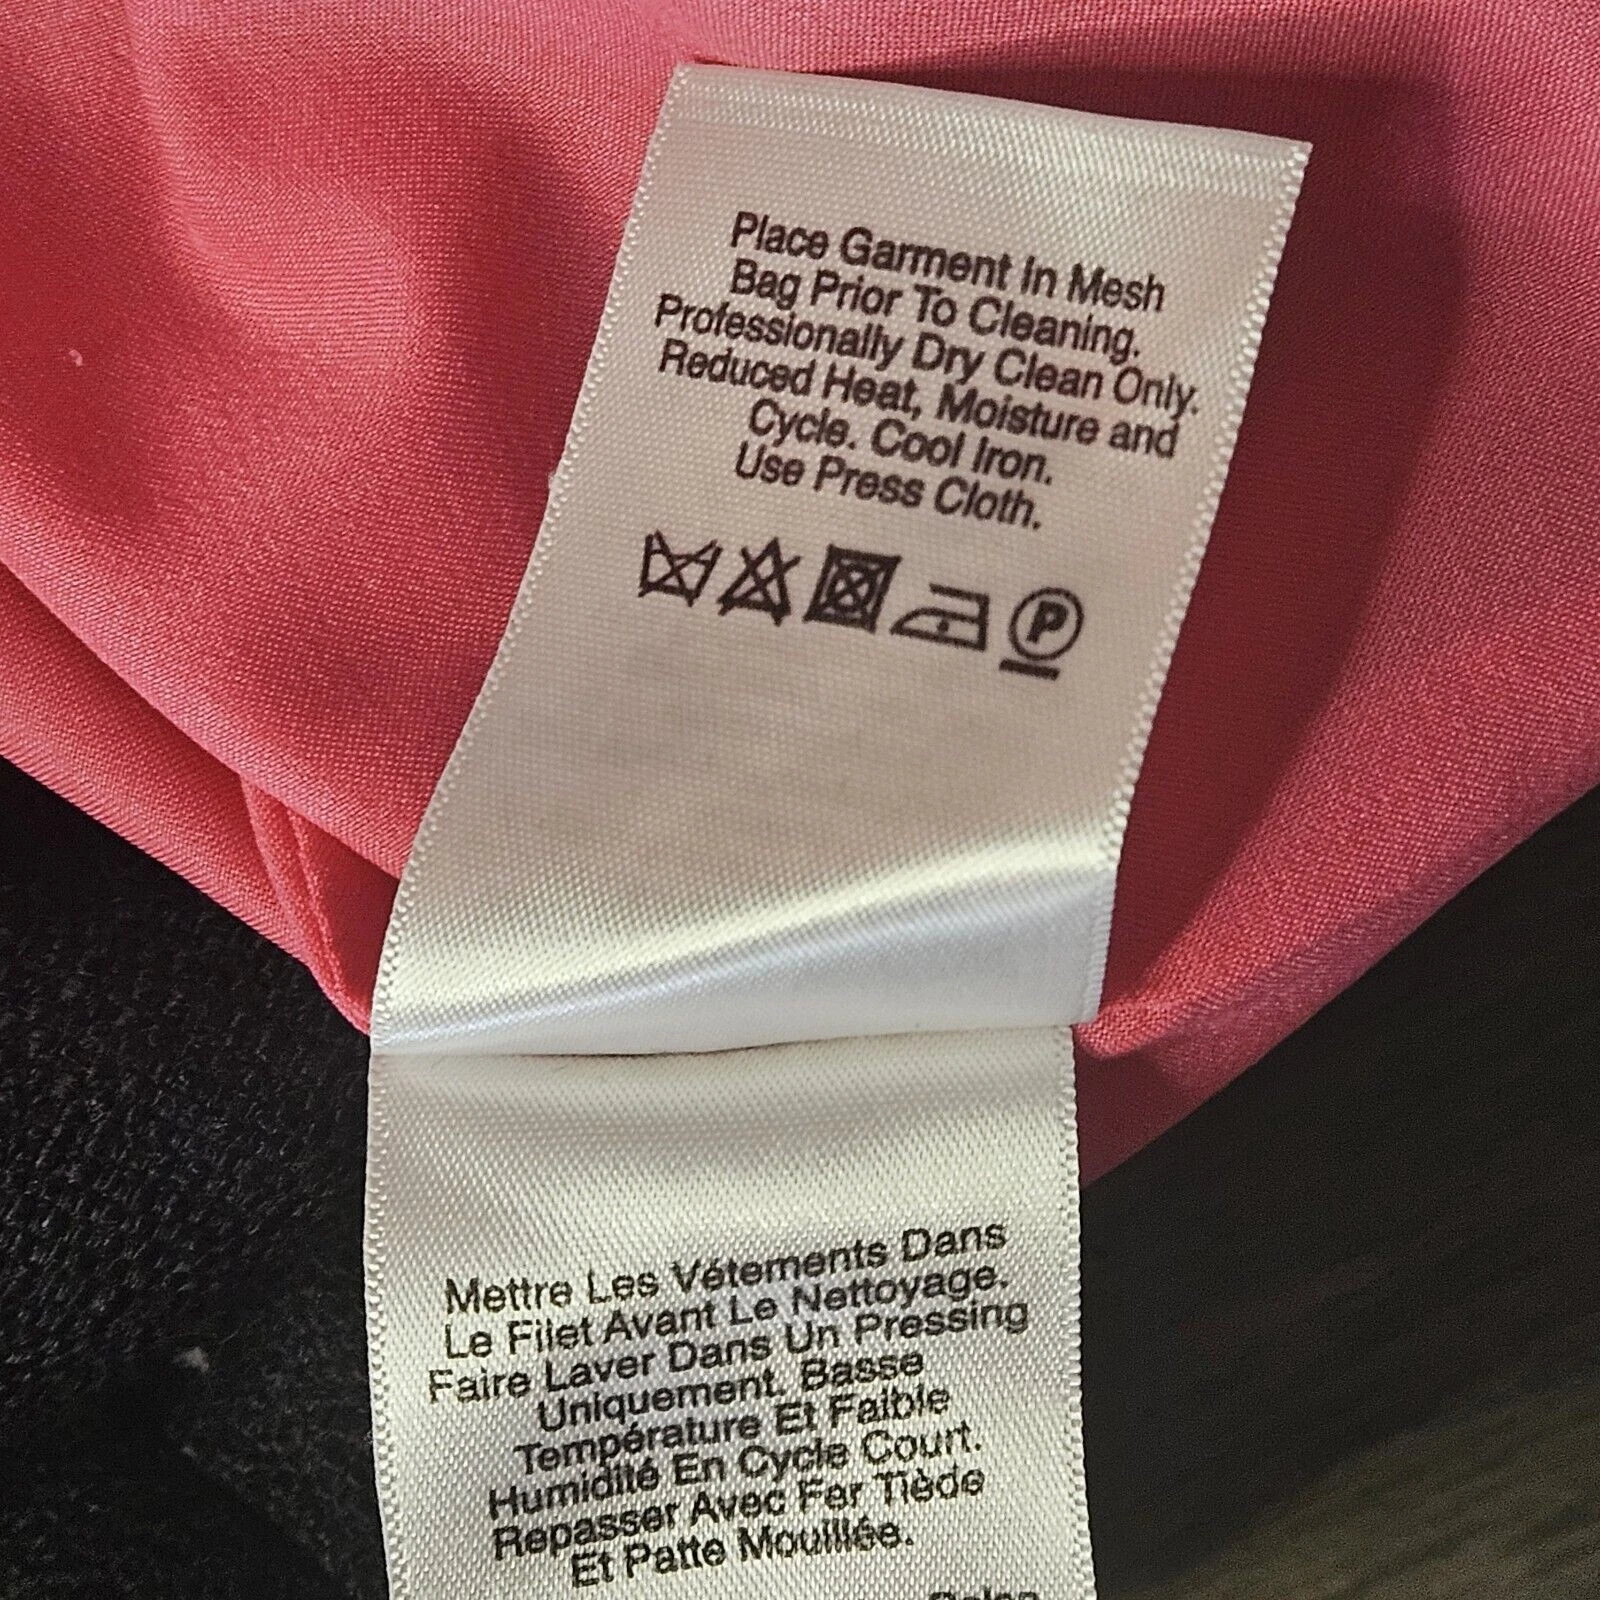 Place Garment In Mesh
Bag Prior To Cleaning.
Professionally Dry Clean Only.
Reduced Heat, Moisture and
Cycle. Cool Iron.
Use Press Cloth.
P
Mettre Les Vétements Dans
Le Filet Avant Le Nettoyage.
Faire Laver Dans Un Pressing
Uniquement. Basse
Température Et Faible
Humidité En Cycle Court.
Repasser Avec Fer Tiède
Et Patte Mouillée.